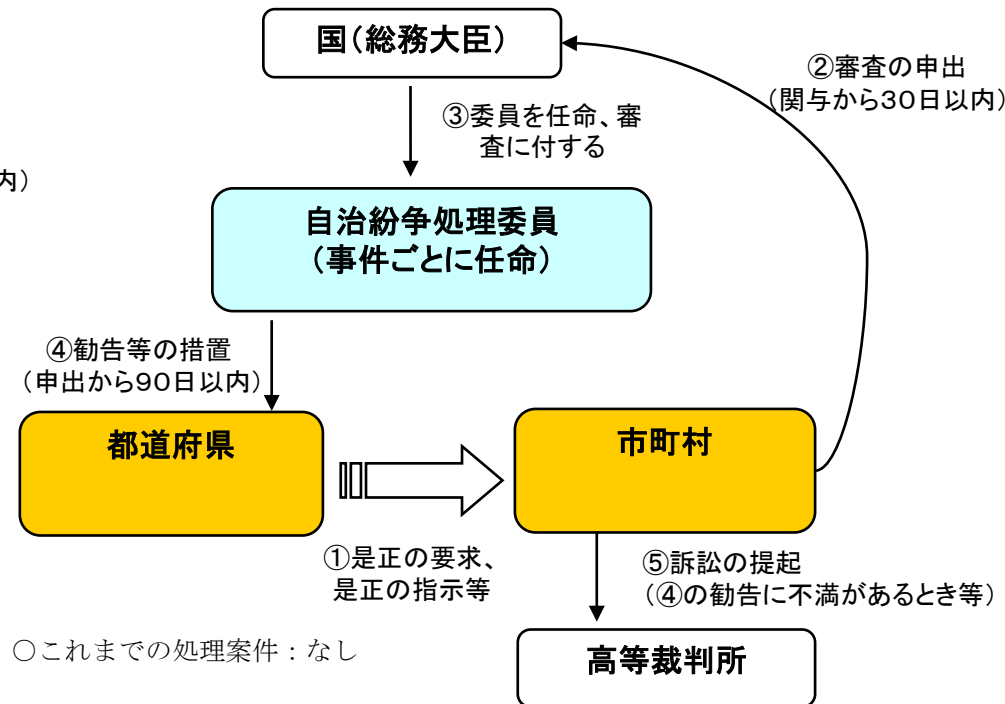 国(総務大臣)
②審査の申出
(関与から30日以内)
③委員を任命、審
査に付する
内)
自治紛争処理委員
(事件ごとに任命)
④勧告等の措置
(申出から90日以内)
都道府県
市町村
①是正の要求、
是正の指示等
⑤訴訟の提起
(④の勧告に不満があるとき等)
○これまでの処理案件:なし
高等裁判所